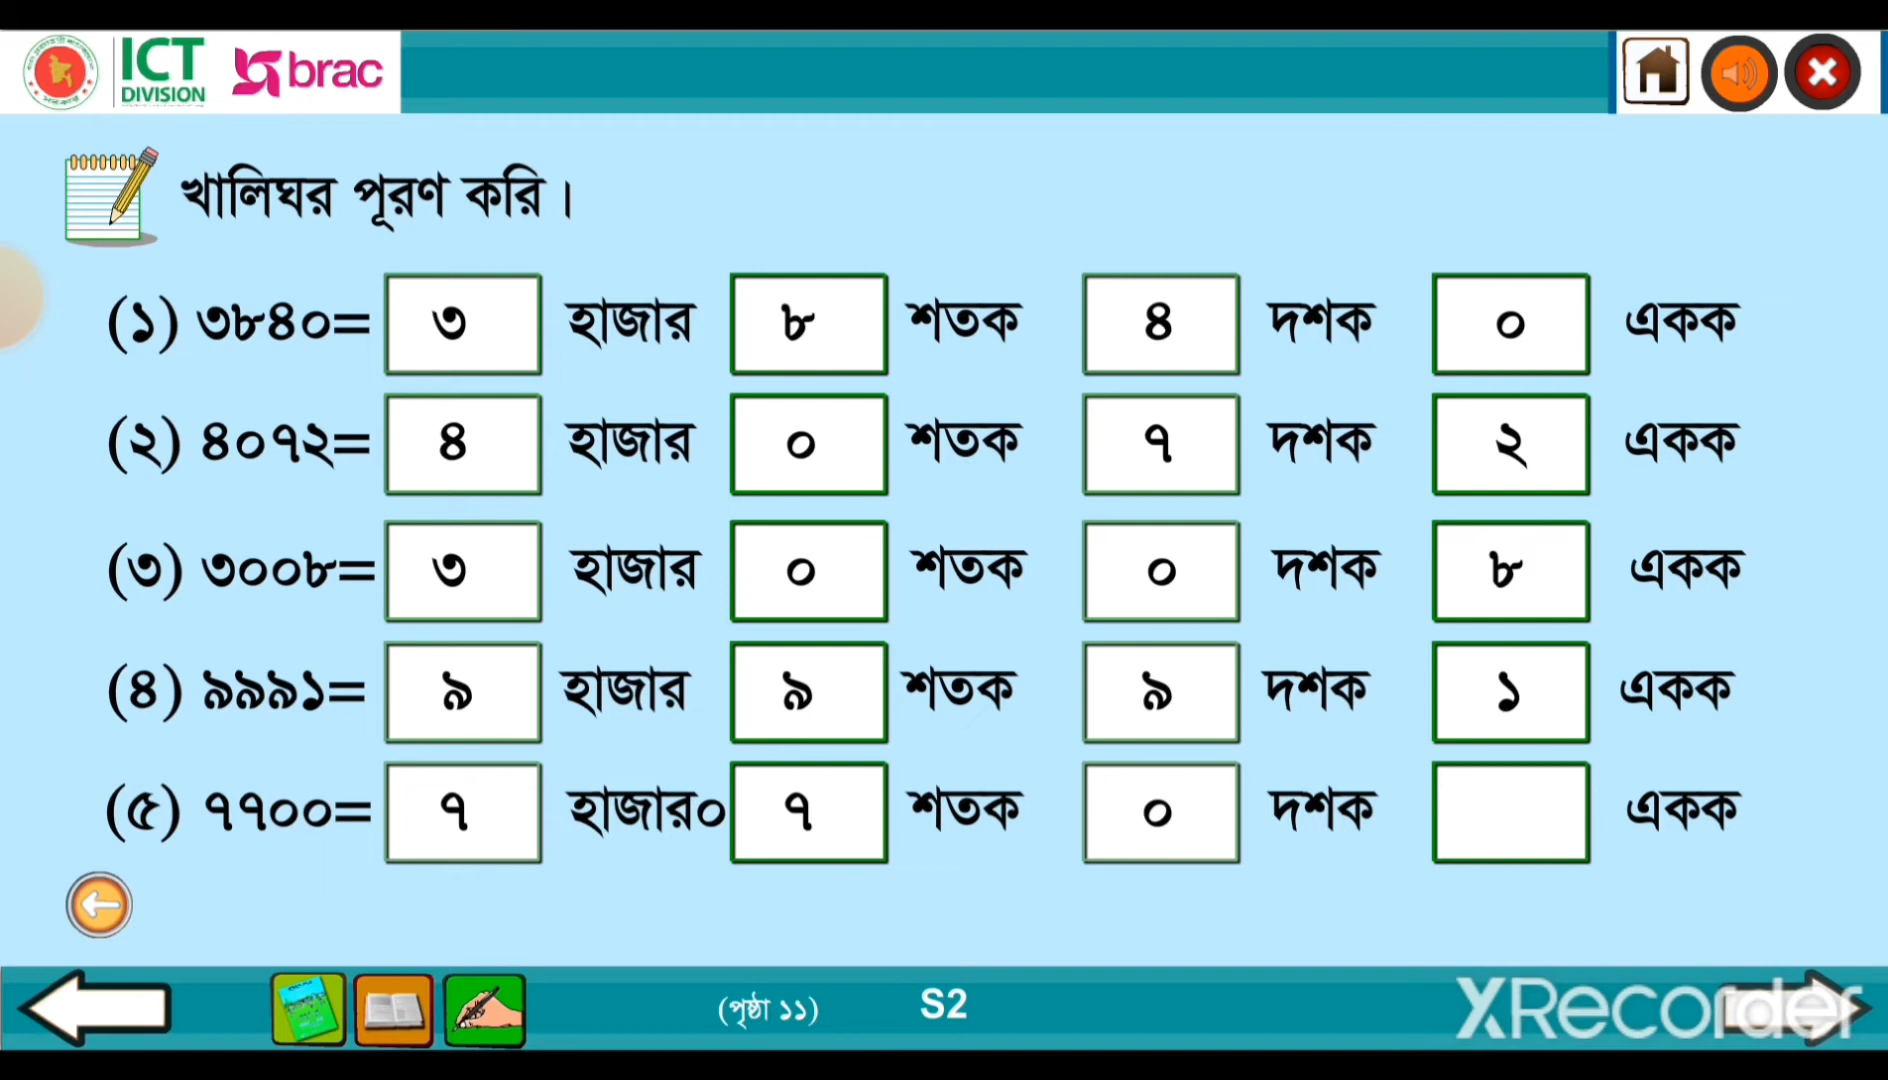 ICT
DIVISION
brac
খালিঘর পূরণ করি।
(১) ৩৮৪০= ৩ হাজার ৮ শতক ৪ দশক ০ একক
(২) ৪০৭২= ৪ হাজার ০ শতক ৭ দশক ২ একক
(৩) ৩০০৮= ৩ হাজার ০ শতক ০ দশক ৮ একক
(৪) ৯৯৯১= ৯ হাজার ৯ শতক ৯ দশক ১ একক
(৫) ৭৭০০= ৭ হাজার০ ৭ শতক ০ দশক একক
(পৃষ্ঠা ১১) S2
XRecorder